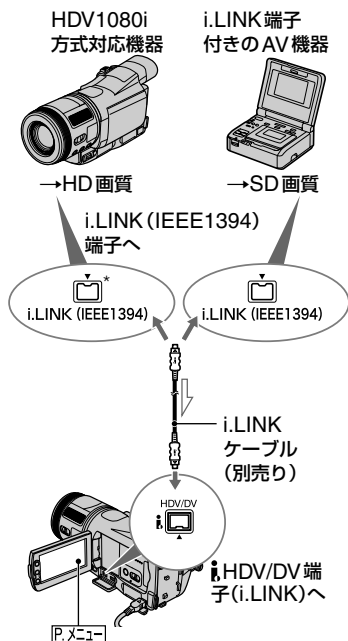 HDV1080i
方式対応機器
i.LINK端子
付きのAV機器
→HD画質
→SD画質
i.LINK(IEEE1394)
端子へ
*
i.LINK (IEEE1394)
i.LINK (IEEE1394)
i.LINK
ケーブル
(別売り)
HDV/DV
HDV/DV端
子(i.LINK)へ
P.メニュー